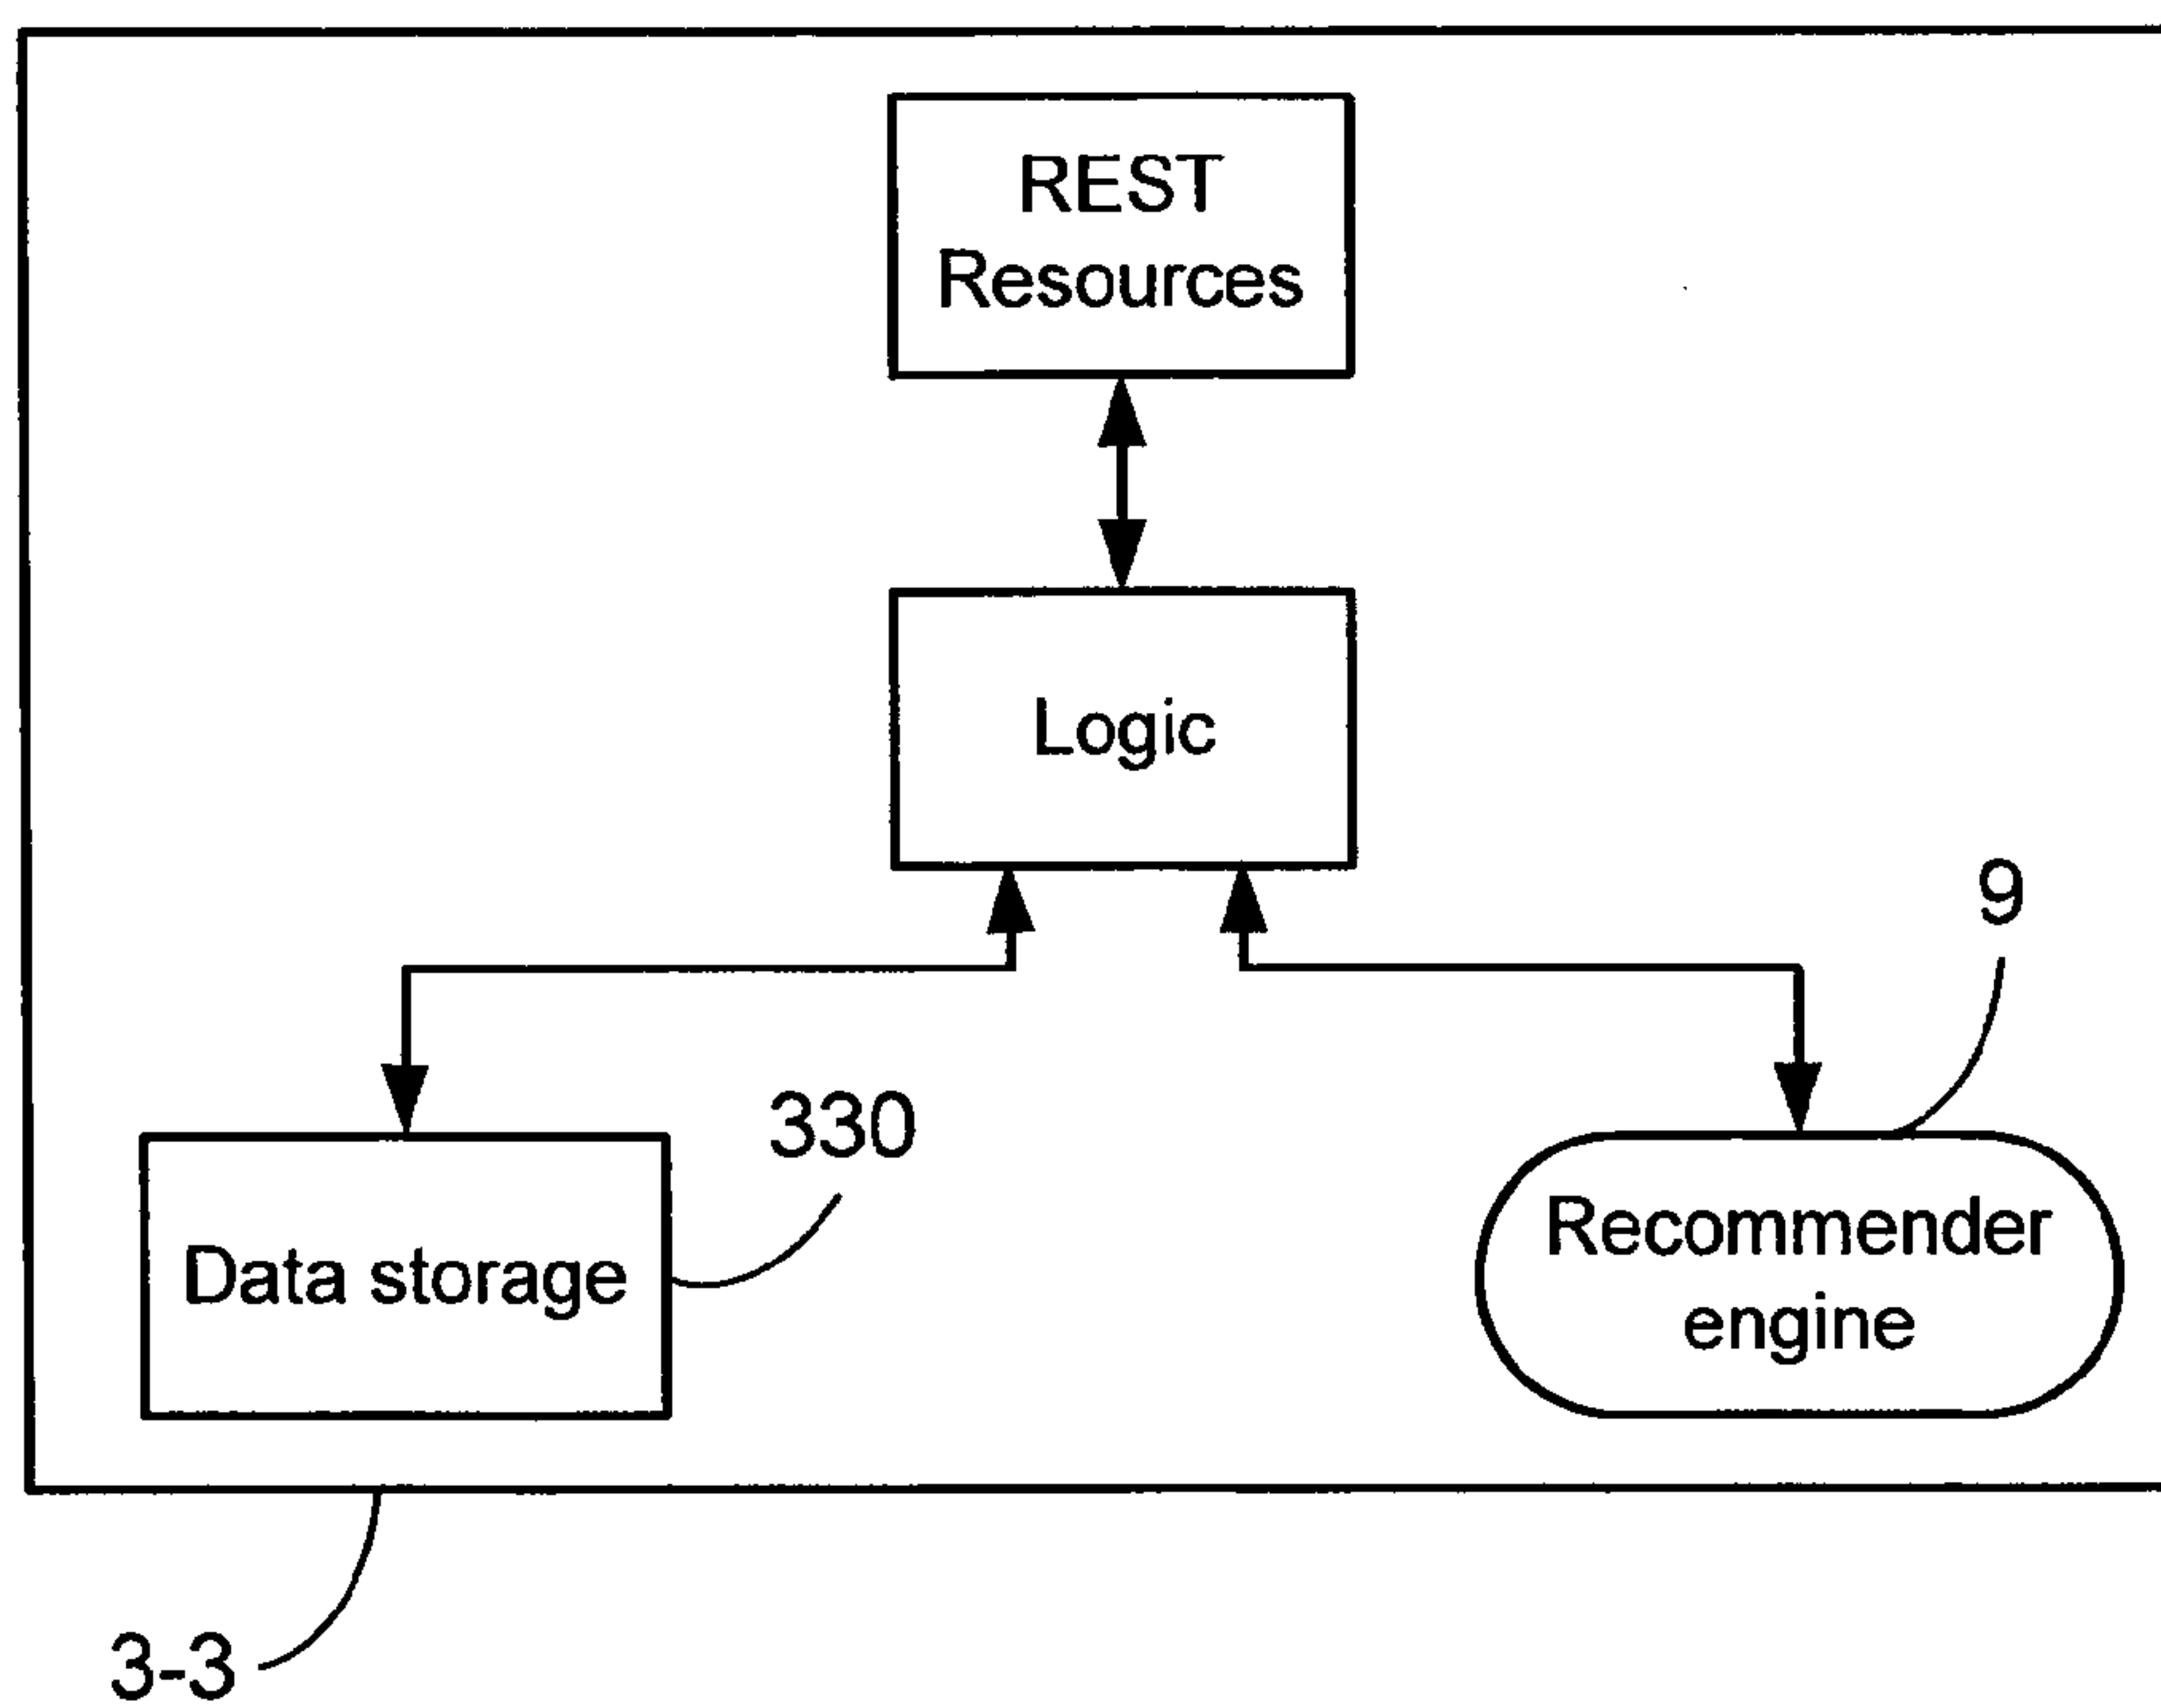 REST
Resources
Logic
9
330
Data storage
Recommender
engine
3-3